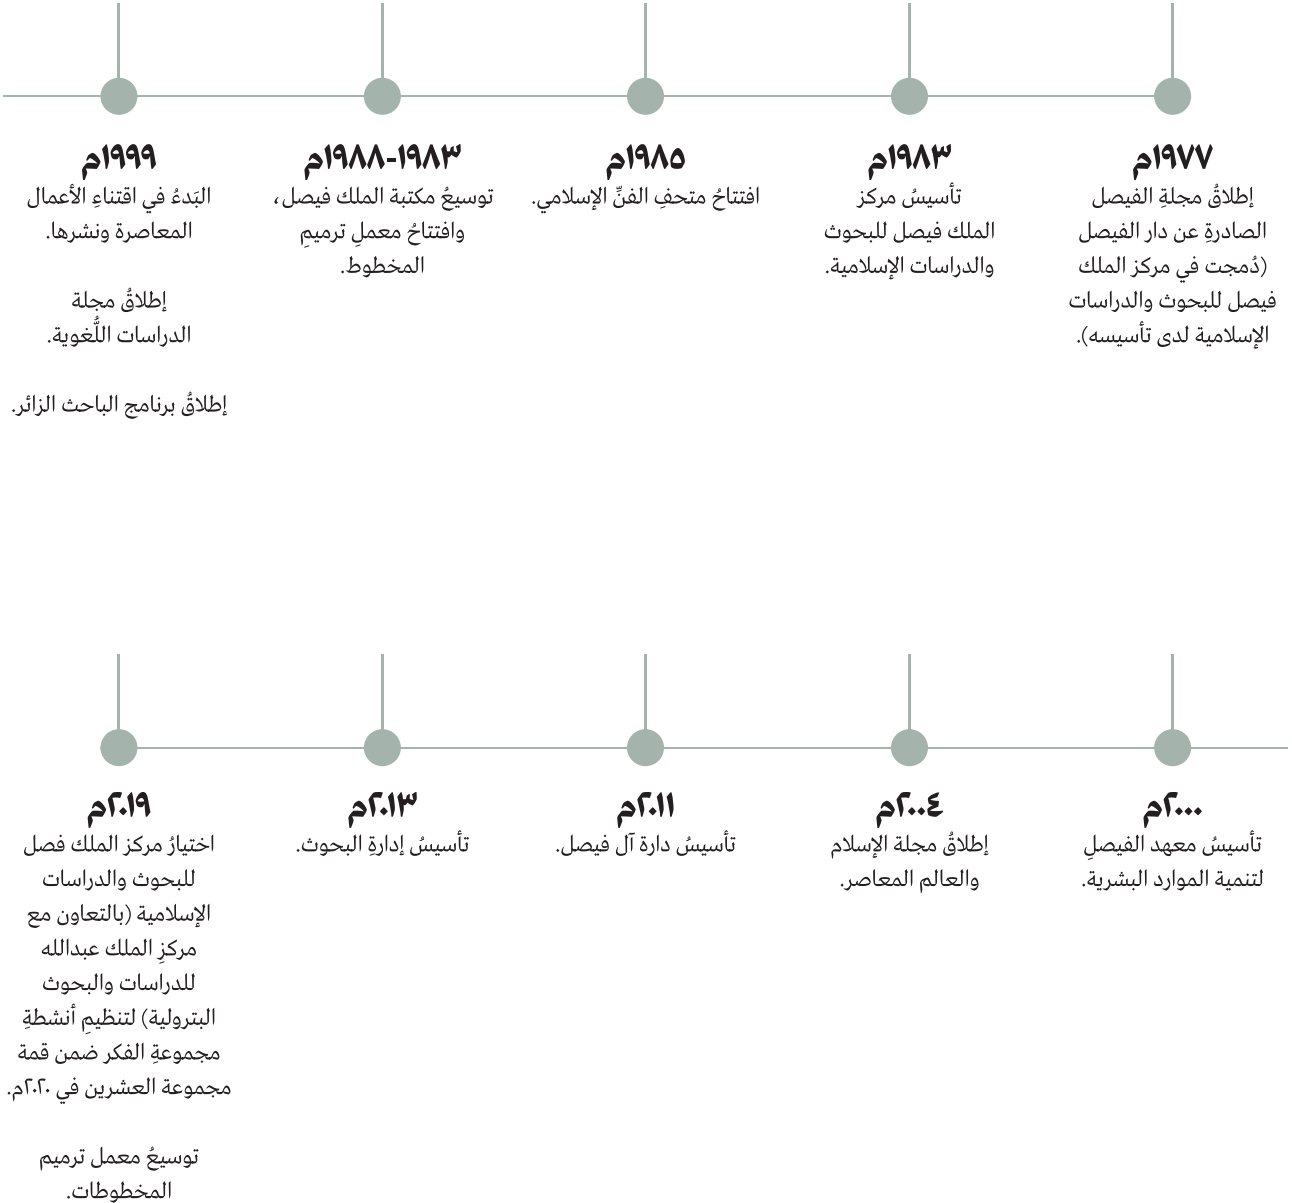 ١٩٧٧م
إطلاقُ مجلةِ الفيصل
الصادرةِ عن دار الفيصل
(دُمجت في مركز الملك
فيصل للبحوث والدراسات
الإسلامية لدى تأسيسه).
١٩٨٣م
تأسيسُ مركز
الملك فيصل للبحوث
والدراسات الإسلامية.
١٩٨٥م
افتتاحُ متحفِ الفنِّ الإسلامي.
١٩٨٣-١٩٨٨م
توسيعُ مكتبة الملك فيصل،
وافتتاحُ معملِ ترميمِ
المخطوط.
١٩٩٩م
البَدءُ في اقتناءِ الأعمال
المعاصرة ونشرها.
إطلاقُ مجلة
الدراسات اللُّغوية.
إطلاقُ برنامج الباحث الزائر.
٢٠٠٠م
تأسيسُ معهد الفيصلِ
لتنمية الموارد البشرية.
٢٠٠٤م
إطلاقُ مجلة الإسلام
والعالم المعاصر.
٢٠١١م
تأسيسُ دارة آل فيصل.
٢٠١٣م
تأسيسُ إدارةِ البحوث.
٢٠١٩م
اختيارُ مركز الملك فصل
للبحوث والدراسات
الإسلامية (بالتعاون مع
مركزِ الملك عبدالله
للدراسات والبحوث
البترولية) لتنظيمِ أنشطةِ
مجموعةِ الفكر ضمن قمة
مجموعة العشرين في ٢٠٢٠م.
توسيعُ معمل ترميم
المخطوطات.